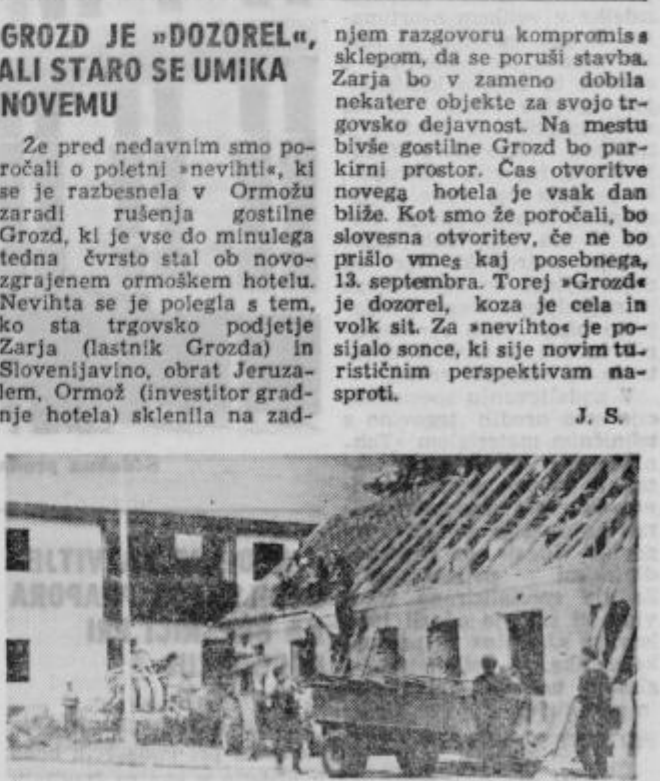 GROZD JE »DOZOREL«,
ALI STARO SE UMIKA
NOVEMU
Že pred nedavnim smo po-
ročali o poletni »nevihti«, ki
se je razbesnela v Ormožu
zaradi rušenja gostilne
Grozd, ki je vse do minulega
tedna čvrsto stal ob novo-
zgrajenem ormoškem hotelu.
Nevihta se je polegla s tem,
ko sta trgovsko podjetje
Zarja (lastnik Grozda) in
Slovenijavino, obrat Jeruza-
lem, Ormož (investitor grad-
nje hotela) sklenila na zad-
njem razgovoru kompromis s
sklepom, da se poruši stavba.
Zarja bo v zameno dobila
nekatere objekte za svojo tr-
govsko dejavnost. Na mestu
bivše gostilne Grozd bo par-
kirni prostor. Čas otvoritve
novega hotela je vsak dan
bliže. Kot smo že poročali, bo
slovesna otvoritev, če ne bo
prišlo vmes kaj posebnega,
13. septembra. Torej »Grozd«
je dozorel, koza je cela in
volk sit. Za »nevihto« je po-
sijalo sonce, ki sije novim tu-
rističnim perspektivam na-
sproti.
J. S.